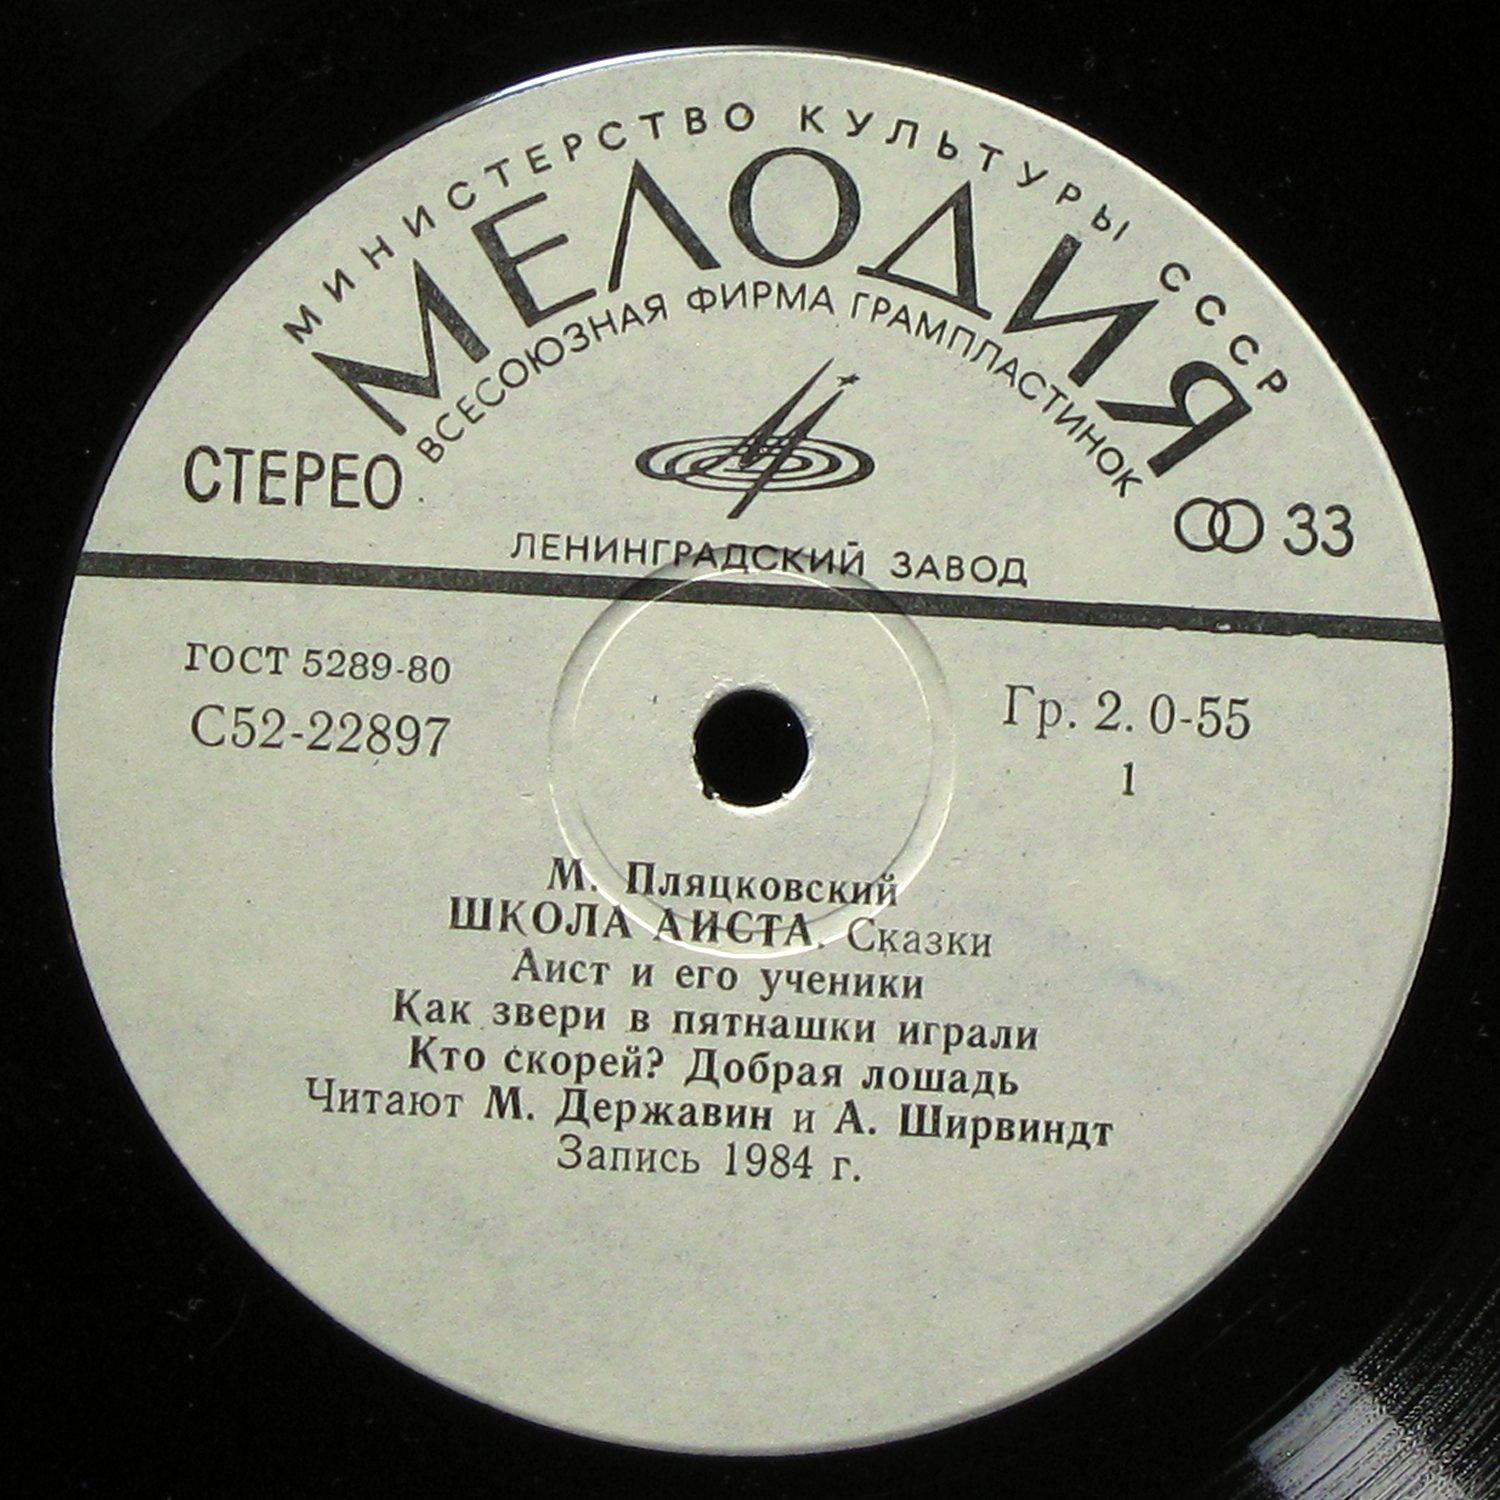 МИНИСТЕРСТВО КУЛЬТУРЫ СССР
МЕЛОДИЯ
ВСЕСОЮЗНАЯ ФИРМА ГРАМПЛАСТИНОК
СТЕРЕО
33
ЛЕНИНГРАДСКИЙ ЗАВОД
ГОСТ 5289-80
С52-22897
Гр. 2. 0-55
1
М. Пляцковский
ШКОЛА АИСТА. Сказки
Аист и его ученики
Как звери в пятнашки играли
Кто скорей? Добрая лошадь
Читают М. Державин и А. Ширвиндт
Запись 1984 г.